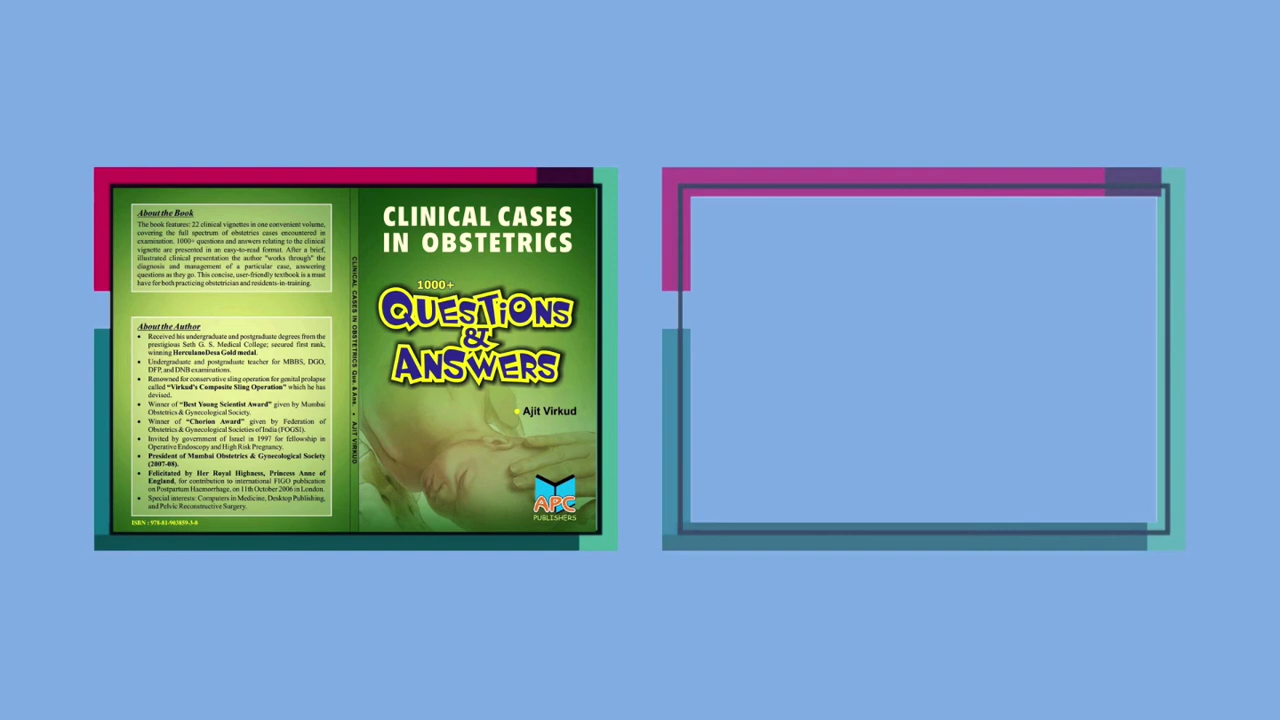 About the Book
The book features: 22 clinical vignettes in one convenient volume,
covering the full spectrum of obstetrics cases encountered in
examination. 1000+ questions and answers relating to the clinical
vignette are presented in an easy-to-read format. After a brief,
illustrated clinical presentation the author "works through" the
diagnosis and management of a particular case, answering
questions as they go. This concise, user-friendly textbook is a must
have for both practicing obstetrician and residents-in-training.
About the Author
• Received his undergraduate and postgraduate degrees from the
prestigious Seth G. S. Medical College; secured first rank,
winning HerculanoDesa Gold medal.
• Undergraduate and postgraduate teacher for MBBS, DGO,
DFP, and DNB examinations.
• Renowned for conservative sling operation for genital prolapse
called "Virkud's Composite Sling Operation" which he has
devised.
• Winner of "Best Young Scientist Award" given by Mumbai
Obstetrics & Gynecological Society.
• Winner of "Chorion Award" given by Federation of
Obstetrics & Gynecological Societies of India (FOGSI).
• Invited by government of Israel in 1997 for fellowship in
Operative Endoscopy and High Risk Pregnancy.
• President of Mumbai Obstetrics & Gynecological Society
(2007-08).
• Felicitated by Her Royal Highness, Princess Anne of
England, for contribution to international FIGO publication
on Postpartum Haemorrhage, on 11th October 2006 in London.
• Special interests: Computers in Medicine, Desktop Publishing,
and Pelvic Reconstructive Surgery.
ISBN : 978-81-903859-3-0
CLINICAL CASES IN OBSTETRICS Que. & Ans. • AJIT VIRKUD
CLINICAL CASES
IN OBSTETRICS
1000+
QUESTIONS
&
ANSWERS
• Ajit Virkud
APC
PUBLISHERS